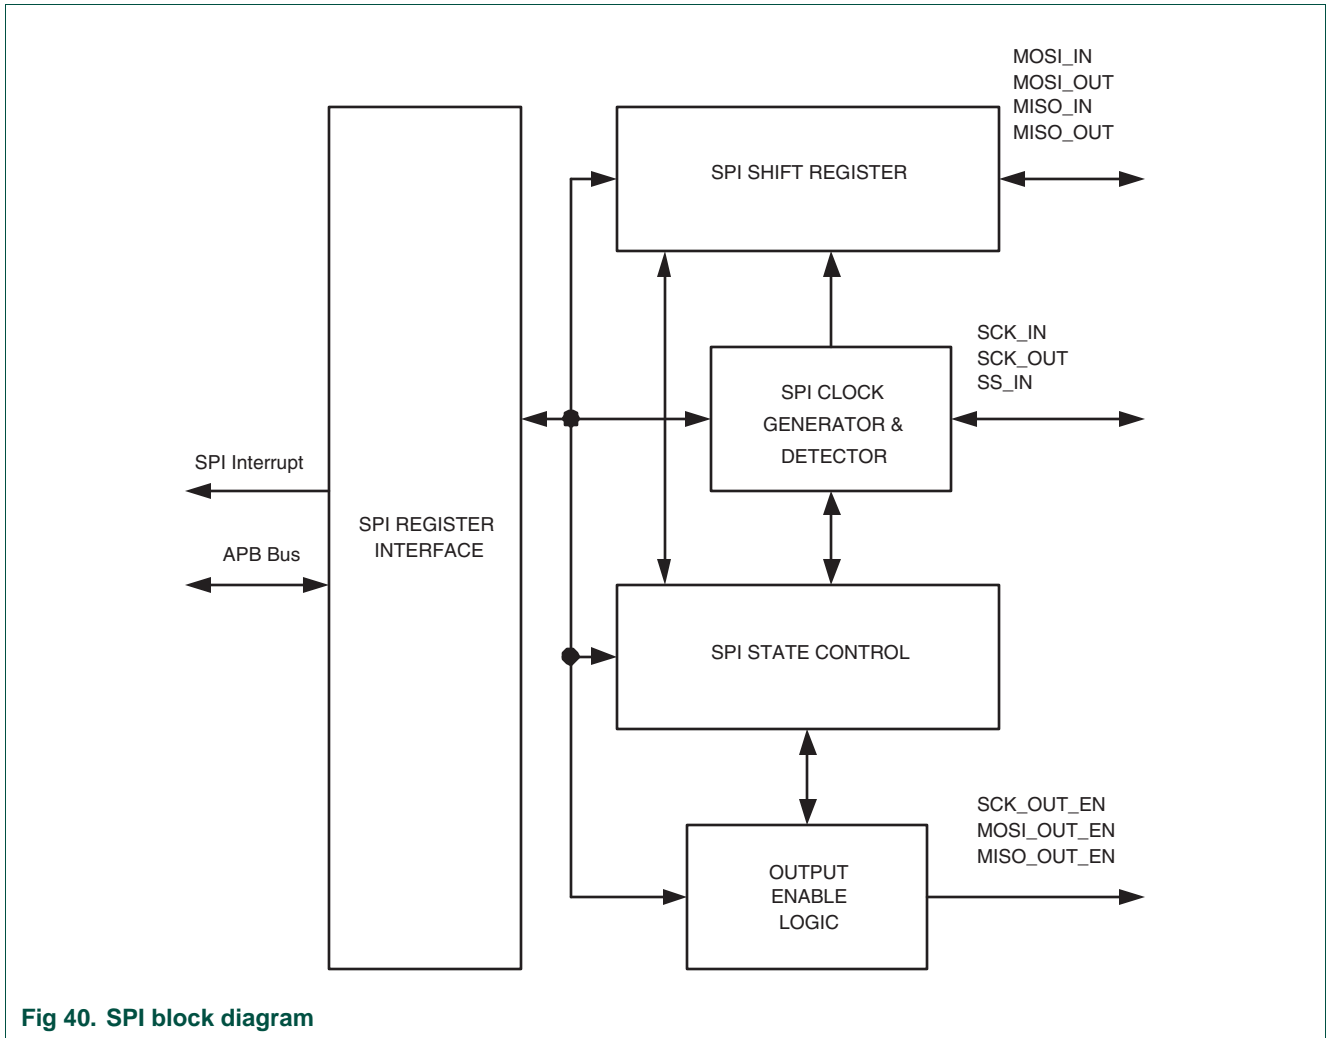 MOSI_IN
MOSI_OUT
MISO_IN
MISO_OUT
SPI SHIFT REGISTER
SCK_IN
SCK_OUT
SS_IN
SPI CLOCK
GENERATOR &
DETECTOR
SPI Interrupt
APB Bus
SPI REGISTER
INTERFACE
SPI STATE CONTROL
SCK_OUT_EN
MOSI_OUT_EN
MISO_OUT_EN
OUTPUT
ENABLE
LOGIC
Fig 40. SPI block diagram